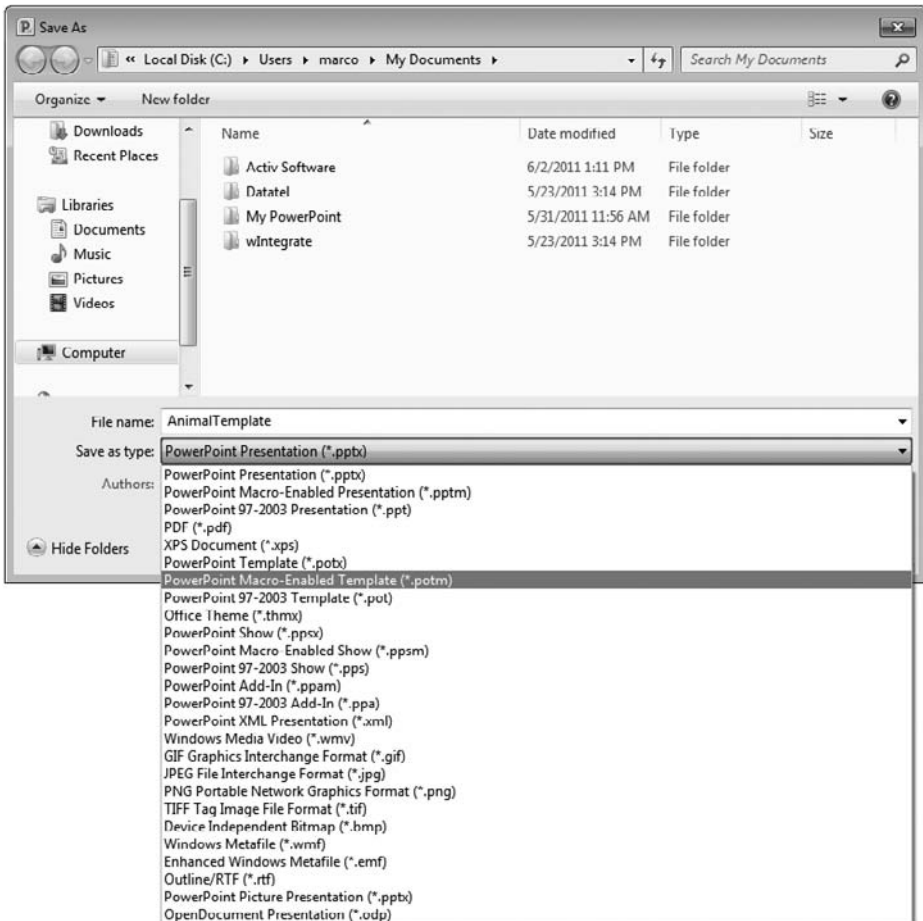 P. Save As
« Local Disk (C:) ▸ Users ▸ marco ▸ My Documents ▸ Search My Documents
Organize ▾ New folder
Name Date modified Type Size
Downloads
Recent Places
Libraries
Documents
Music
Pictures
Videos
Computer
Activ Software 6/2/2011 1:11 PM File folder
Datatel 5/23/2011 3:14 PM File folder
My PowerPoint 5/31/2011 11:56 AM File folder
wIntegrate 5/23/2011 3:14 PM File folder
File name: AnimalTemplate
Save as type: PowerPoint Presentation (*.pptx)
Authors:
Hide Folders
PowerPoint Presentation (*.pptx)
PowerPoint Macro-Enabled Presentation (*.pptm)
PowerPoint 97-2003 Presentation (*.ppt)
PDF (*.pdf)
XPS Document (*.xps)
PowerPoint Template (*.potx)
PowerPoint Macro-Enabled Template (*.potm)
PowerPoint 97-2003 Template (*.pot)
Office Theme (*.thmx)
PowerPoint Show (*.ppsx)
PowerPoint Macro-Enabled Show (*.ppsm)
PowerPoint 97-2003 Show (*.pps)
PowerPoint Add-In (*.ppam)
PowerPoint 97-2003 Add-In (*.ppa)
PowerPoint XML Presentation (*.xml)
Windows Media Video (*.wmv)
GIF Graphics Interchange Format (*.gif)
JPEG File Interchange Format (*.jpg)
PNG Portable Network Graphics Format (*.png)
TIFF Tag Image File Format (*.tif)
Device Independent Bitmap (*.bmp)
Windows Metafile (*.wmf)
Enhanced Windows Metafile (*.emf)
Outline/RTF (*.rtf)
PowerPoint Picture Presentation (*.pptx)
OpenDocument Presentation (*.odp)